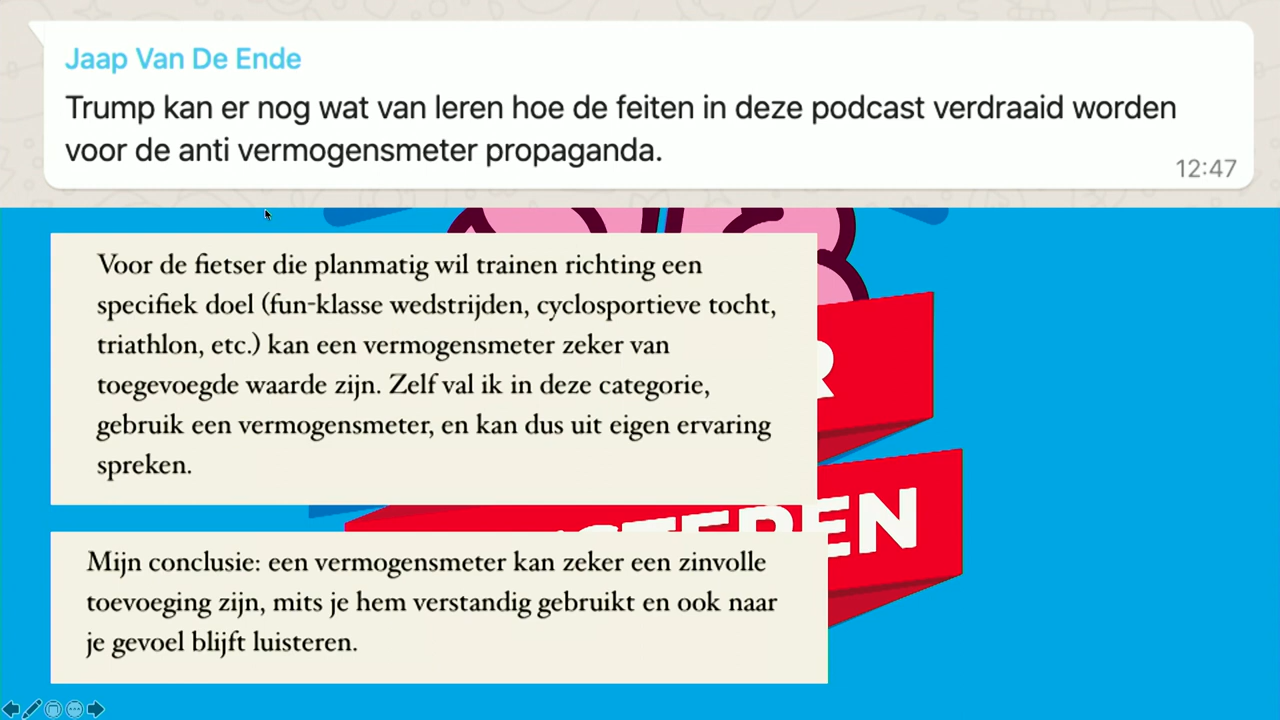 Jaap Van De Ende
Trump kan er nog wat van leren hoe de feiten in deze podcast verdraaid worden
voor de anti vermogensmeter propaganda.
12:47
Voor de fietser die planmatig wil trainen richting een
specifiek doel (fun-klasse wedstrijden, cyclosportieve tocht,
triathlon, etc.) kan een vermogensmeter zeker van
toegevoegde waarde zijn. Zelf val ik in deze categorie,
gebruik een vermogensmeter, en kan dus uit eigen ervaring
spreken.
Mijn conclusie: een vermogensmeter kan zeker een zinvolle
toevoeging zijn, mits je hem verstandig gebruikt en ook naar
je gevoel blijft luisteren.